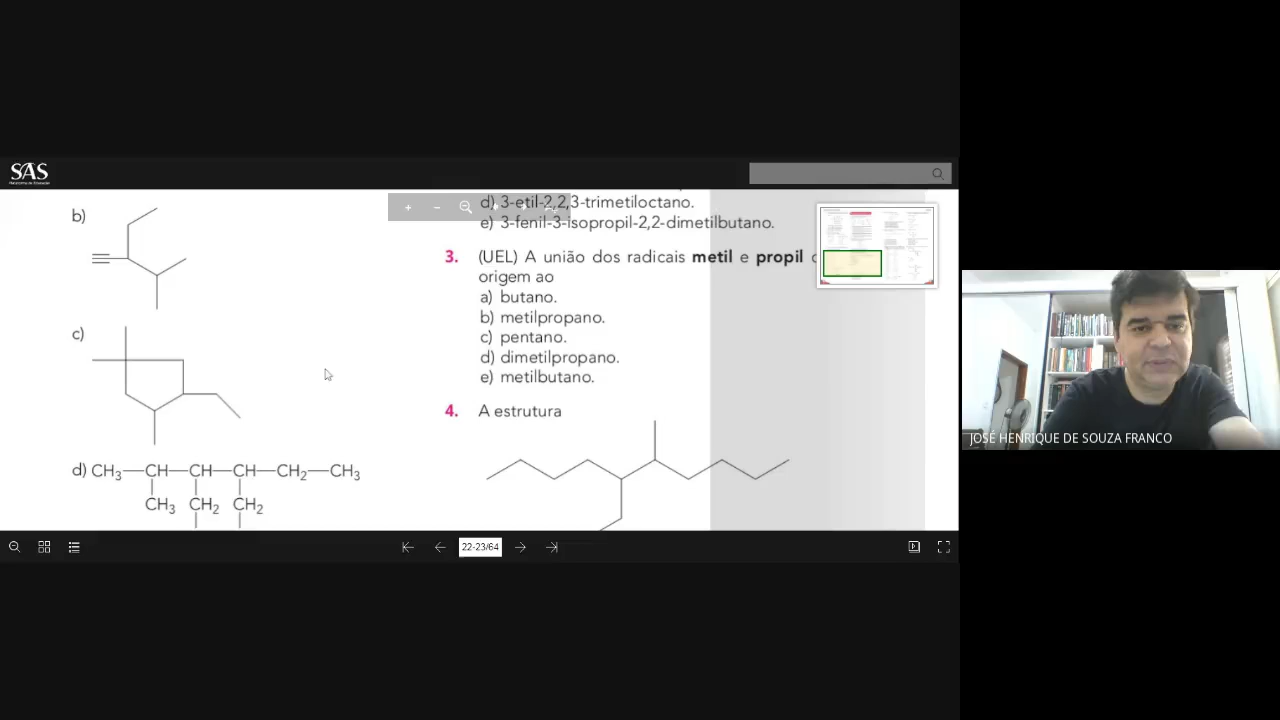 SAS
b)
c)
d) CH3—CH—CH—CH—CH2—CH3
CH3 CH2 CH2
d) 3-etil-2,2,3-trimetiloctano.
e) 3-fenil-3-isopropil-2,2-dimetilbutano.
3. (UEL) A união dos radicais metil e propil
origem ao
a) butano.
b) metilpropano.
c) pentano.
d) dimetilpropano.
e) metilbutano.
4. A estrutura
22-23/64
JOSÉ HENRIQUE DE SOUZA FRANCO